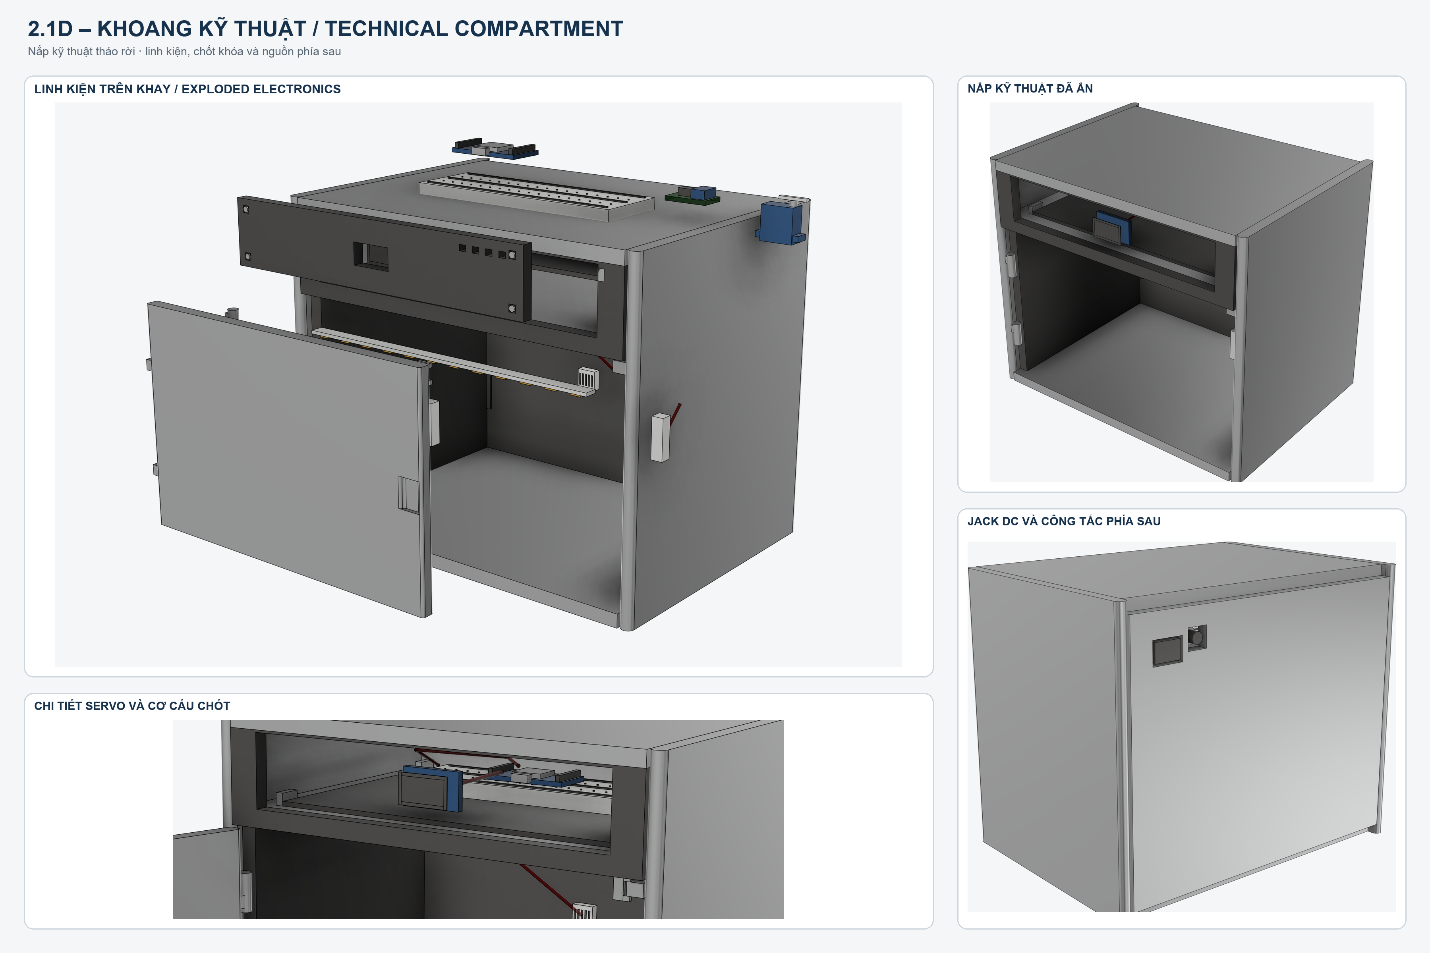 2.1D – KHOANG KỸ THUẬT / TECHNICAL COMPARTMENT
Nắp kỹ thuật tháo rời · linh kiện, chốt khóa và nguồn phía sau
LINH KIỆN TRÊN KHAY / EXPLODED ELECTRONICS
NẮP KỸ THUẬT ĐÃ ẨN
JACK DC VÀ CÔNG TẮC PHÍA SAU
CHI TIẾT SERVO VÀ CƠ CẤU CHỐT